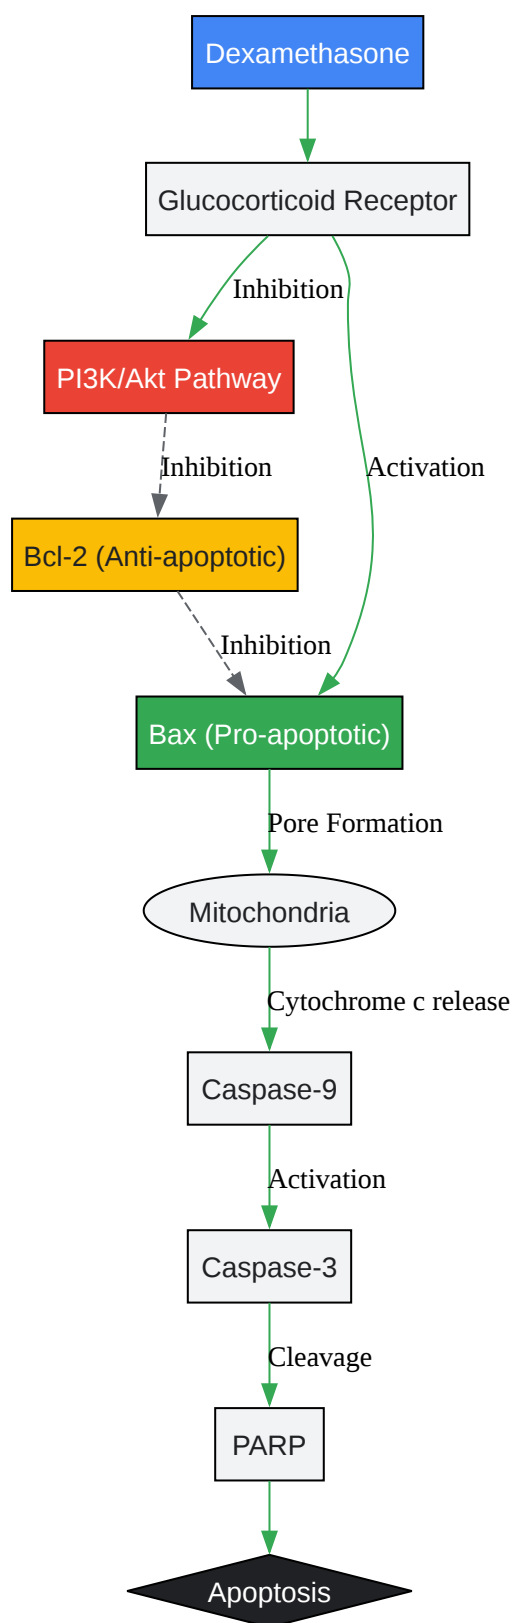 Dexamethasone
Glucocorticoid Receptor
Inhibition
PI3K/Akt Pathway
Inhibition
Activation
Bcl-2 (Anti-apoptotic)
Inhibition
Bax (Pro-apoptotic)
Pore Formation
Mitochondria
Cytochrome c release
Caspase-9
Activation
Caspase-3
Cleavage
PARP
Apoptosis